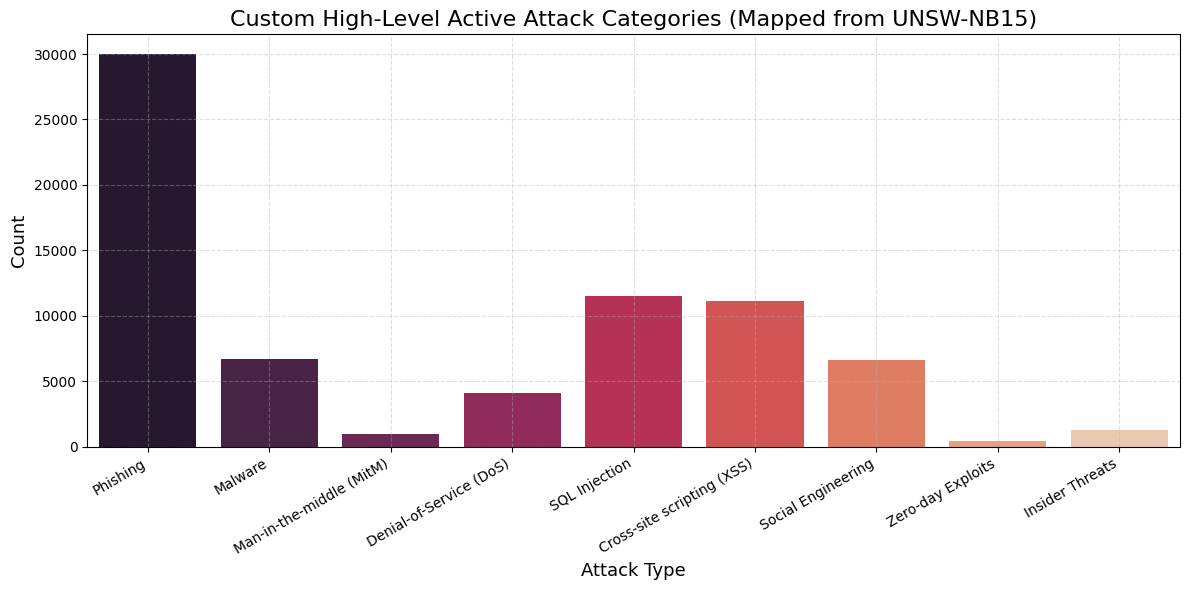 Custom High-Level Active Attack Categories (Mapped from UNSW-NB15)
30000
25000
20000
15000
10000
5000
0
Count
Phishing
Malware
Man-in-the-middle (MitM)
Denial-of-Service (DoS)
SQL Injection
Cross-site scripting (XSS)
Social Engineering
Zero-day Exploits
Insider Threats
Attack Type